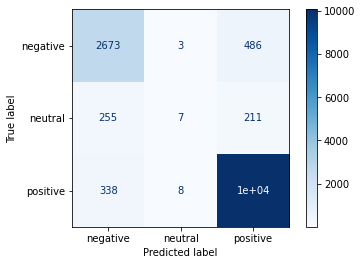 negative 2673 3 486
neutral 255 7 211
positive 338 8 1e+04
negative neutral positive
Predicted label
True label
10000
8000
6000
4000
2000